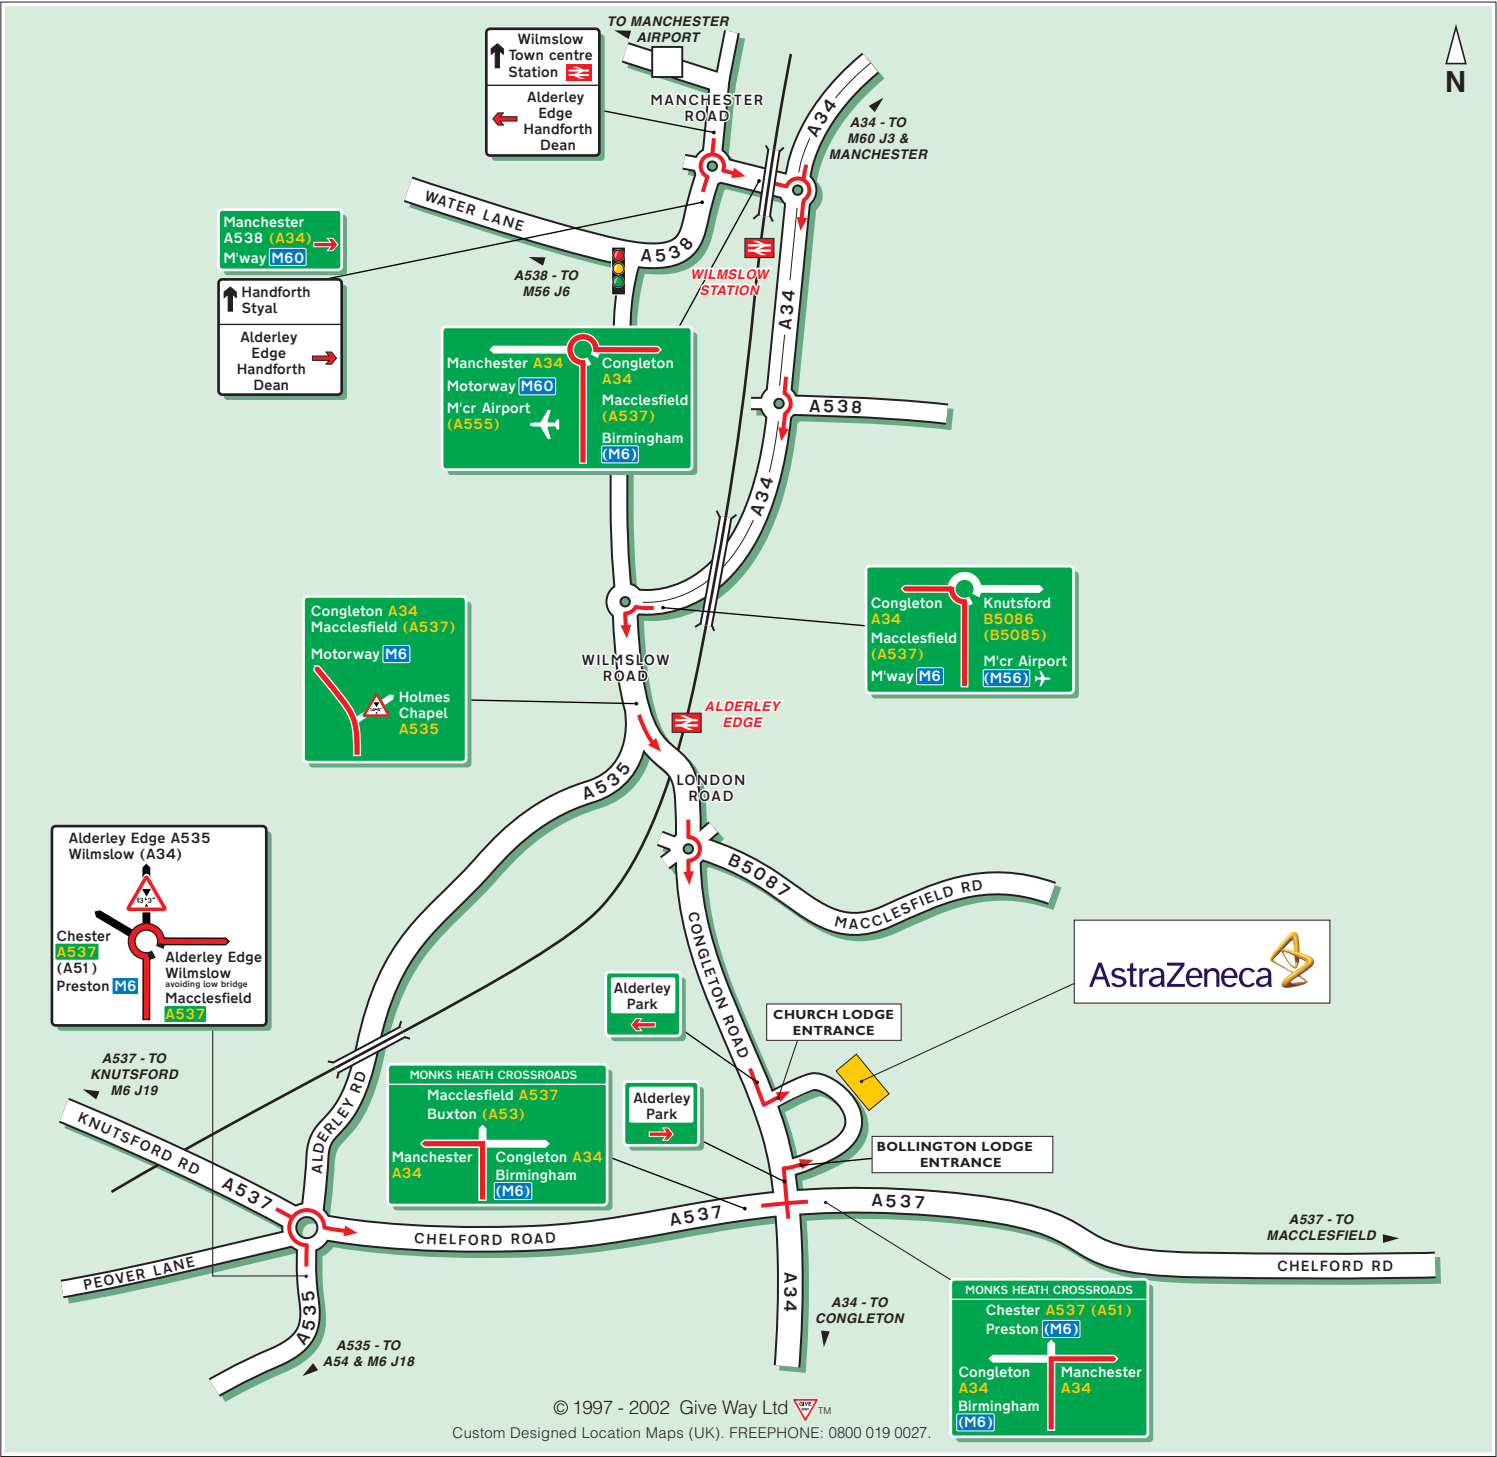 TO MANCHESTER
AIRPORT
Wilmslow
Town centre
Station
Alderley
Edge
Handforth
Dean
MANCHESTER
ROAD
A34
A34 - TO
M60 J3 &
MANCHESTER
N
WATER LANE
A538
A538 - TO
M56 J6
WILMSLOW
STATION
Manchester
A538 (A34)
M'way M60
Handforth
Styal
Alderley
Edge
Handforth
Dean
A34
Manchester A34
Motorway M60
M'cr Airport
(A555)
Congleton
A34
Macclesfield
(A537)
Birmingham
(M6)
A538
A34
Congleton
A34
Macclesfield
(A537)
M'way M6
Knutsford
B5086
(B5085)
M'cr Airport
(M56)
Congleton A34
Macclesfield (A537)
Motorway M6
Holmes
Chapel
A535
WILMSLOW
ROAD
ALDERLEY
EDGE
A535
LONDON
ROAD
B5087
MACCLESFIELD RD
Alderley Edge A535
Wilmslow (A34)
13'3"
Chester
A537
(A51)
Preston M6
Alderley Edge
Wilmslow
avoiding low bridge
Macclesfield
A537
CONGLETON ROAD
AstraZeneca
Alderley
Park
CHURCH LODGE
ENTRANCE
A537 - TO
KNUTSFORD
M6 J19
MONKS HEATH CROSSROADS
Macclesfield A537
Buxton (A53)
Manchester
A34
Congleton A34
Birmingham
(M6)
Alderley
Park
BOLLINGTON LODGE
ENTRANCE
KNUTSFORD RD
A537
ALDERLEY RD
CHELFORD ROAD
A537
A537
A537 - TO
MACCLESFIELD
CHELFORD RD
PEOVER LANE
A535
A535 - TO
A54 & M6 J18
A34
A34 - TO
CONGLETON
MONKS HEATH CROSSROADS
Chester A537 (A51)
Preston (M6)
Congleton
A34
Birmingham
(M6)
Manchester
A34
© 1997 - 2002 Give Way Ltd GIVE WAY TM
Custom Designed Location Maps (UK). FREEPHONE: 0800 019 0027.